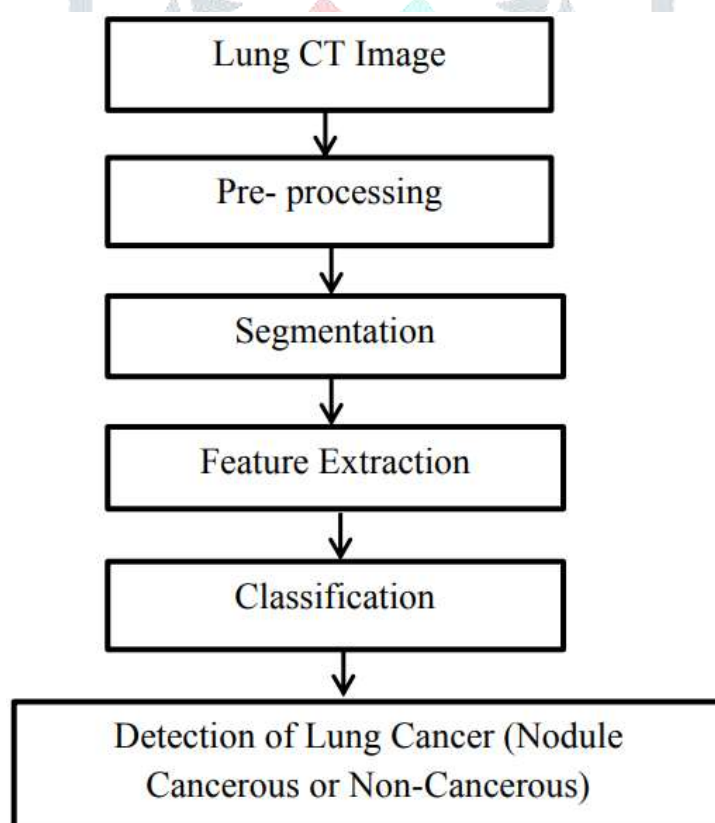 Lung CT Image
Pre- processing
Segmentation
Feature Extraction
Classification
Detection of Lung Cancer (Nodule
Cancerous or Non-Cancerous)